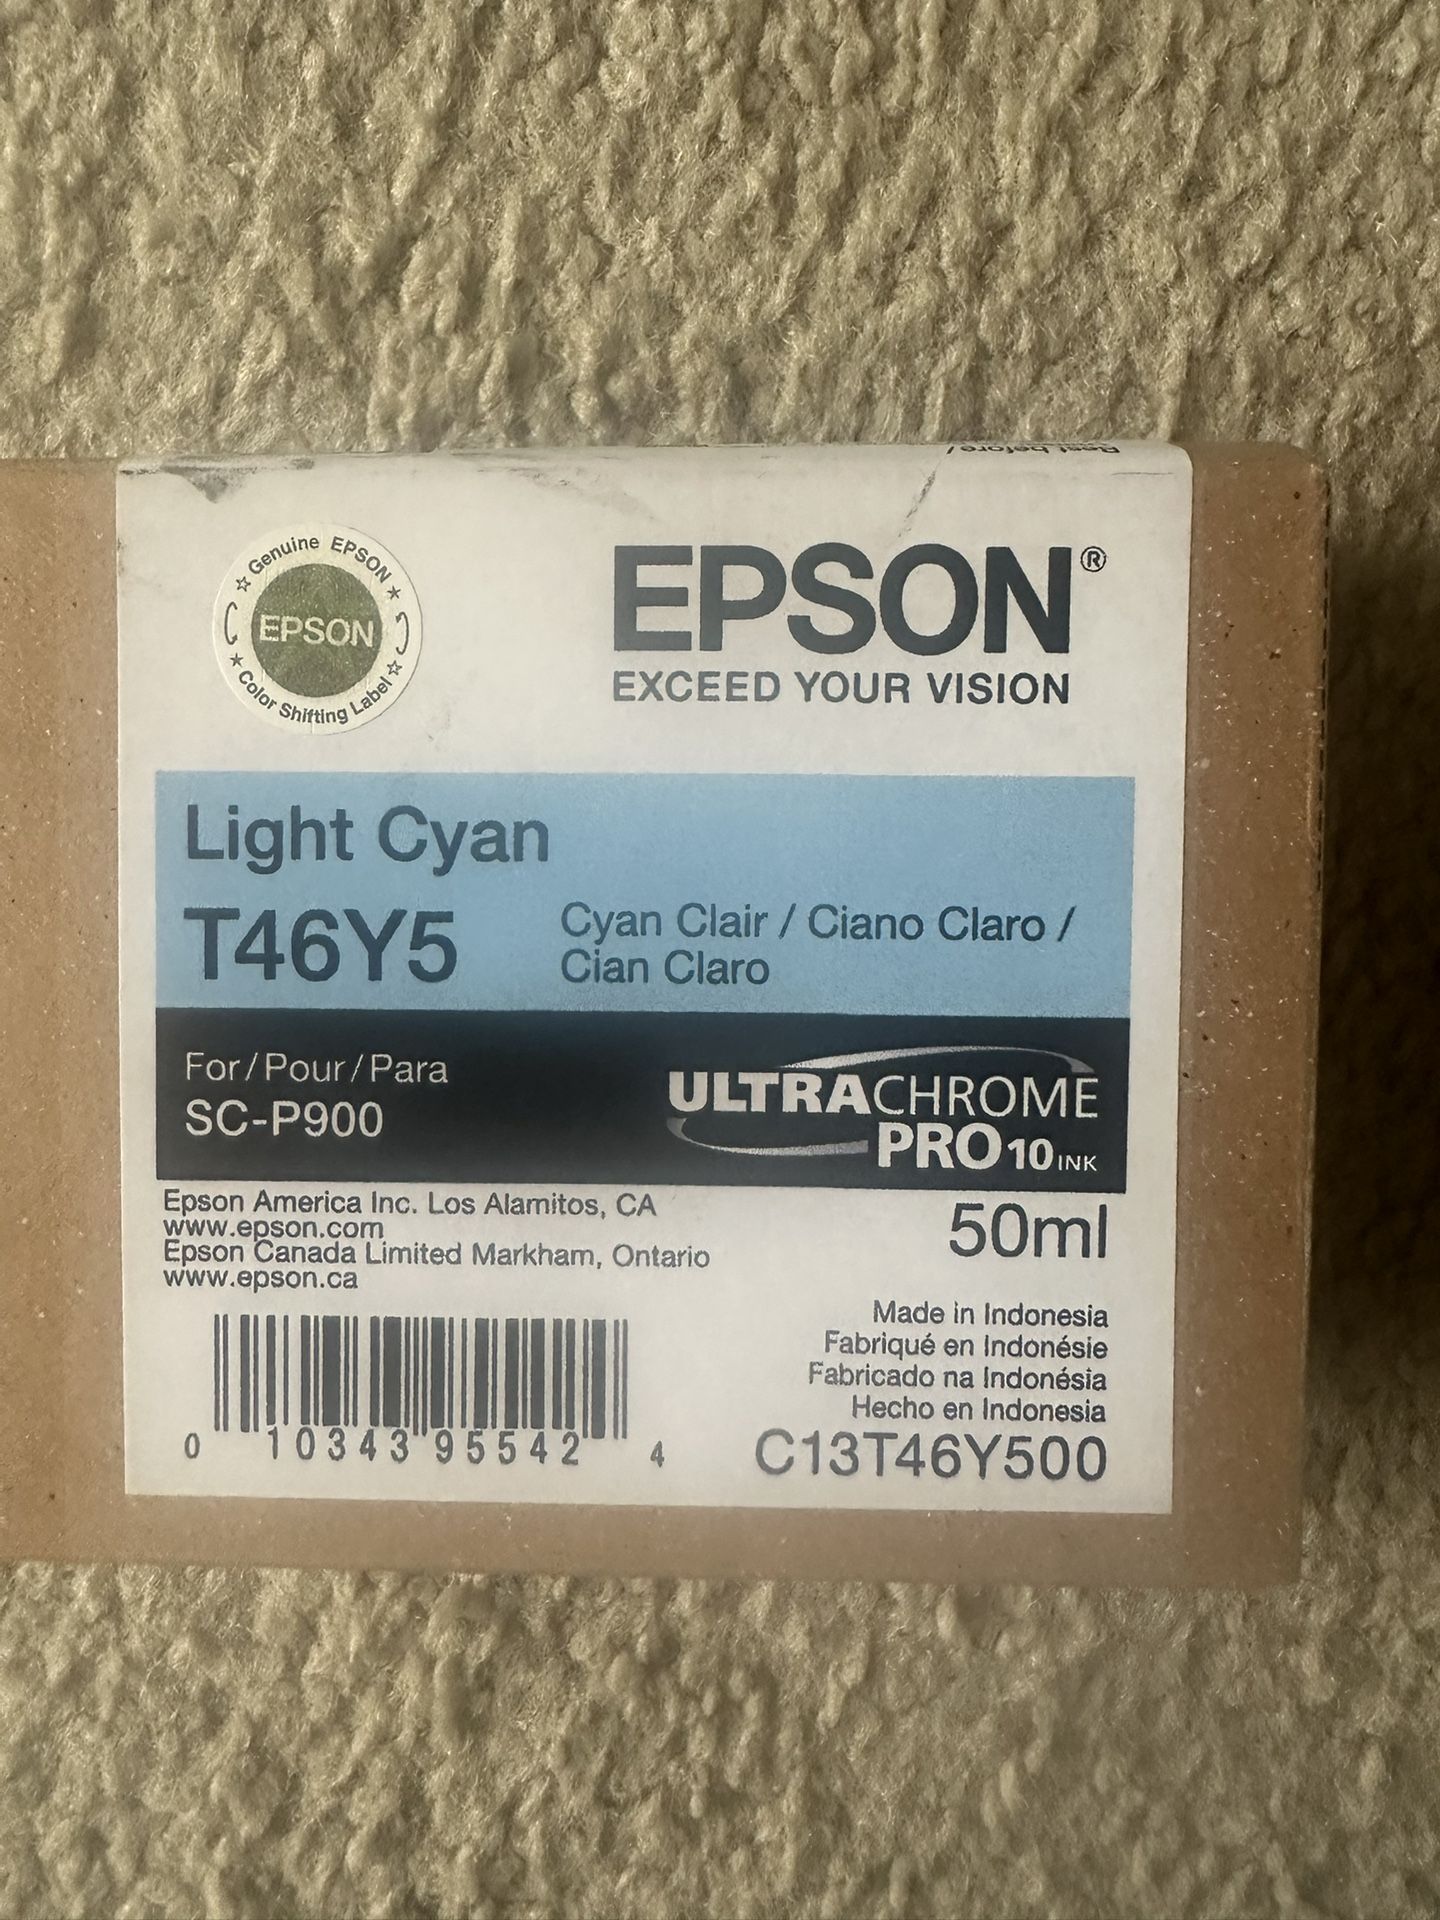 Best before /
Genuine EPSON
EPSON
Color Shifting Label
EPSON®
EXCEED YOUR VISION
Light Cyan
T46Y5
Cyan Clair / Ciano Claro /
Cian Claro
For/Pour/Para
SC-P900
ULTRACHROME
PRO10 INK
Epson America Inc. Los Alamitos, CA
www.epson.com
Epson Canada Limited Markham, Ontario
www.epson.ca
50ml
Made in Indonesia
Fabriqué en Indonésie
Fabricado na Indonésia
Hecho en Indonesia
0 10343 95542 4
C13T46Y500